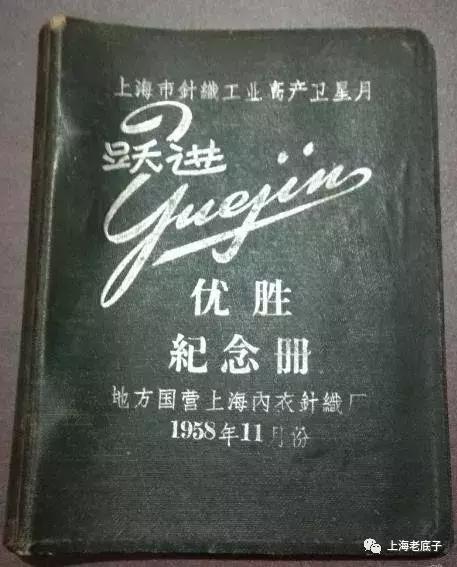 上海市針織工业高产卫星月
跃进
yuejin
优胜
紀念冊
地方国营上海內衣針織厂
1958年11月份
上海老底子